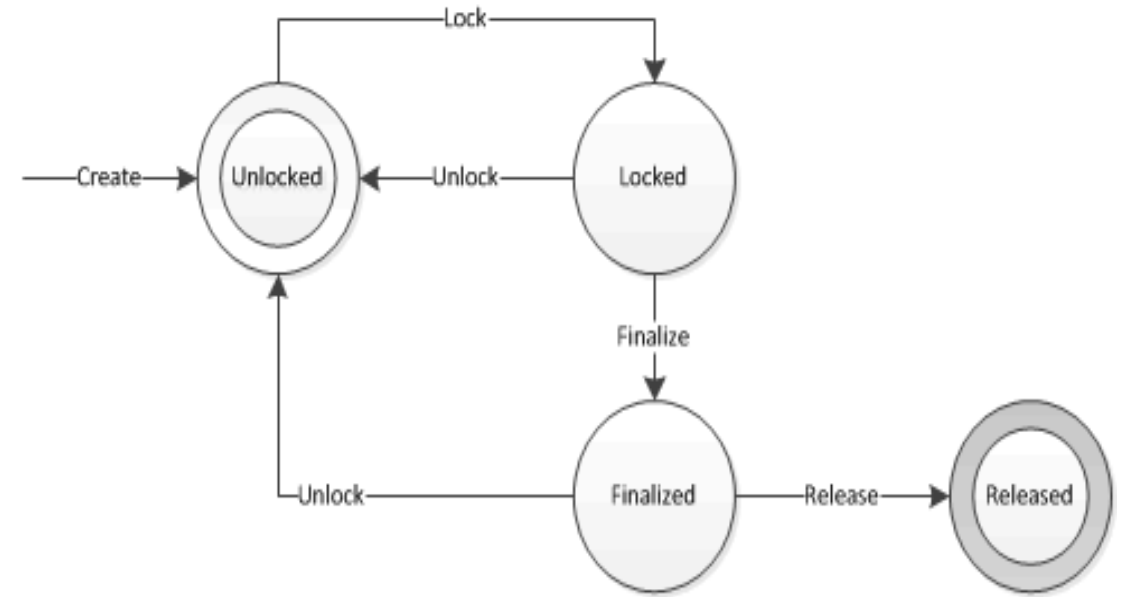 Lock
Create
Unlocked
Unlock
Locked
Finalize
Unlock
Finalized
Release
Released